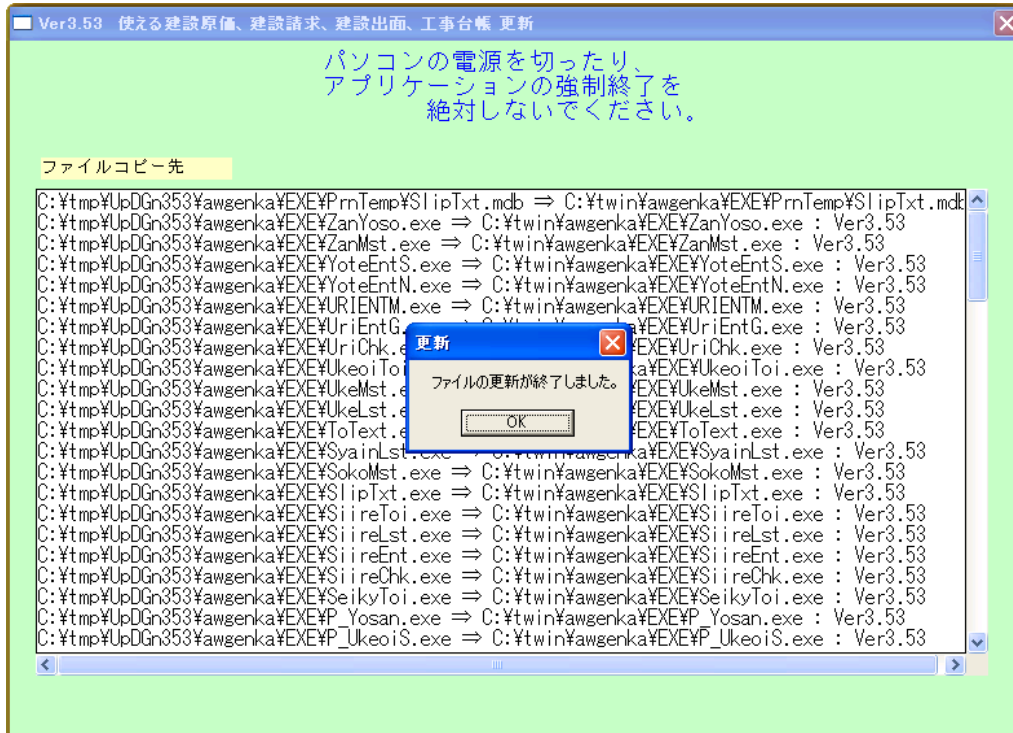 Ver3.53 使える建設原価、建設請求、建設出面、工事台帳 更新
パソコンの電源を切ったり、
アプリケーションの強制終了を
絶対しないでください。
ファイルコピー先
C:¥tmp¥UpDGn353¥awgenka¥EXE¥PrnTemp¥SlipTxt.mdb ⇒ C:¥twin¥awgenka¥EXE¥PrnTemp¥SlipTxt.mdb
C:¥tmp¥UpDGn353¥awgenka¥EXE¥ZanYoso.exe ⇒ C:¥twin¥awgenka¥EXE¥ZanYoso.exe : Ver3.53
C:¥tmp¥UpDGn353¥awgenka¥EXE¥ZanMst.exe ⇒ C:¥twin¥awgenka¥EXE¥ZanMst.exe : Ver3.53
C:¥tmp¥UpDGn353¥awgenka¥EXE¥YoteEntS.exe ⇒ C:¥twin¥awgenka¥EXE¥YoteEntS.exe : Ver3.53
C:¥tmp¥UpDGn353¥awgenka¥EXE¥YoteEntN.exe ⇒ C:¥twin¥awgenka¥EXE¥YoteEntN.exe : Ver3.53
C:¥tmp¥UpDGn353¥awgenka¥EXE¥URIENTM.exe ⇒ C:¥twin¥awgenka¥EXE¥URIENTM.exe : Ver3.53
C:¥tmp¥UpDGn353¥awgenka¥EXE¥UriEntG. ¥EXE¥UriEntG.exe : Ver3.53
C:¥tmp¥UpDGn353¥awgenka¥EXE¥UriChk.e ¥EXE¥UriChk.exe : Ver3.53
C:¥tmp¥UpDGn353¥awgenka¥EXE¥UkeoiToi ka¥EXE¥UkeoiToi.exe : Ver3.53
C:¥tmp¥UpDGn353¥awgenka¥EXE¥UkeMst.e ¥EXE¥UkeMst.exe : Ver3.53
C:¥tmp¥UpDGn353¥awgenka¥EXE¥UkeLst.e ¥EXE¥UkeLst.exe : Ver3.53
C:¥tmp¥UpDGn353¥awgenka¥EXE¥ToText.e ¥EXE¥ToText.exe : Ver3.53
C:¥tmp¥UpDGn353¥awgenka¥EXE¥SyainLst.exe ⇒ C:¥twin¥awgenka¥EXE¥SyainLst.exe : Ver3.53
C:¥tmp¥UpDGn353¥awgenka¥EXE¥SokoMst.exe ⇒ C:¥twin¥awgenka¥EXE¥SokoMst.exe : Ver3.53
C:¥tmp¥UpDGn353¥awgenka¥EXE¥SlipTxt.exe ⇒ C:¥twin¥awgenka¥EXE¥SlipTxt.exe : Ver3.53
C:¥tmp¥UpDGn353¥awgenka¥EXE¥SiireToi.exe ⇒ C:¥twin¥awgenka¥EXE¥SiireToi.exe : Ver3.53
C:¥tmp¥UpDGn353¥awgenka¥EXE¥SiireLst.exe ⇒ C:¥twin¥awgenka¥EXE¥SiireLst.exe : Ver3.53
C:¥tmp¥UpDGn353¥awgenka¥EXE¥SiireEnt.exe ⇒ C:¥twin¥awgenka¥EXE¥SiireEnt.exe : Ver3.53
C:¥tmp¥UpDGn353¥awgenka¥EXE¥SiireChk.exe ⇒ C:¥twin¥awgenka¥EXE¥SiireChk.exe : Ver3.53
C:¥tmp¥UpDGn353¥awgenka¥EXE¥SeikyToi.exe ⇒ C:¥twin¥awgenka¥EXE¥SeikyToi.exe : Ver3.53
C:¥tmp¥UpDGn353¥awgenka¥EXE¥P_Yosan.exe ⇒ C:¥twin¥awgenka¥EXE¥P_Yosan.exe : Ver3.53
C:¥tmp¥UpDGn353¥awgenka¥EXE¥P_UkeoiS.exe ⇒ C:¥twin¥awgenka¥EXE¥P_UkeoiS.exe : Ver3.53
更新
ファイルの更新が終了しました。
OK